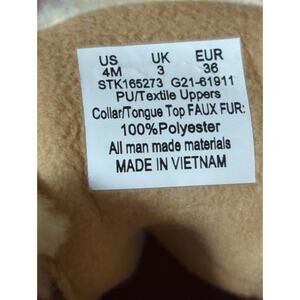 US UK EUR
4M 3 36
STK165273 G21-61911
PU/Textile Uppers
Collar/Tongue Top FAUX FUR:
100%Polyester
All man made materials
MADE IN VIETNAM